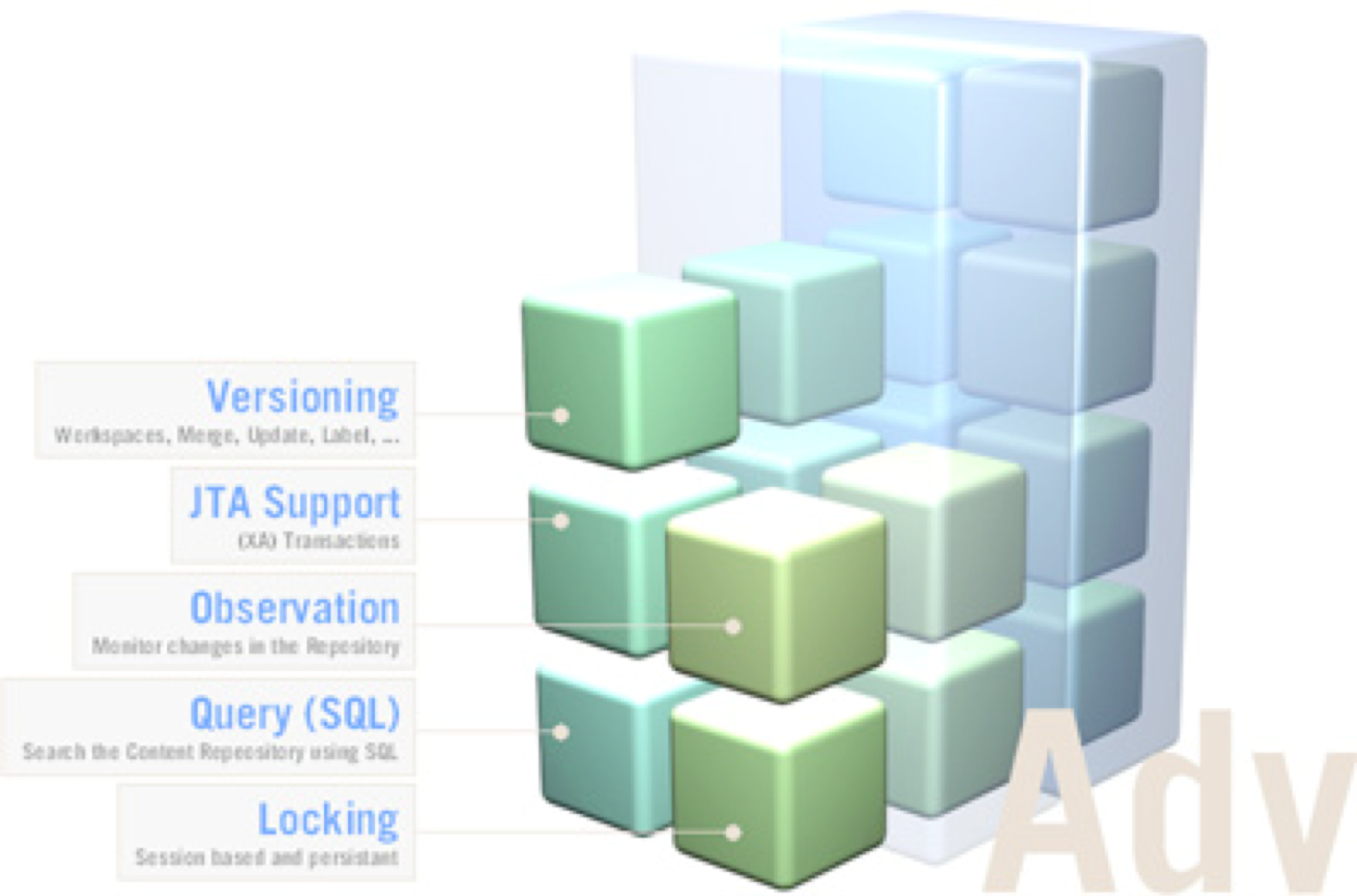 Versioning
Workspaces, Merge, Update, Label, ...
JTA Support
(XA) Transactions
Observation
Monitor changes in the Repository
Query (SQL)
Search the Content Repository using SQL
Locking
Session based and persistant
Adv